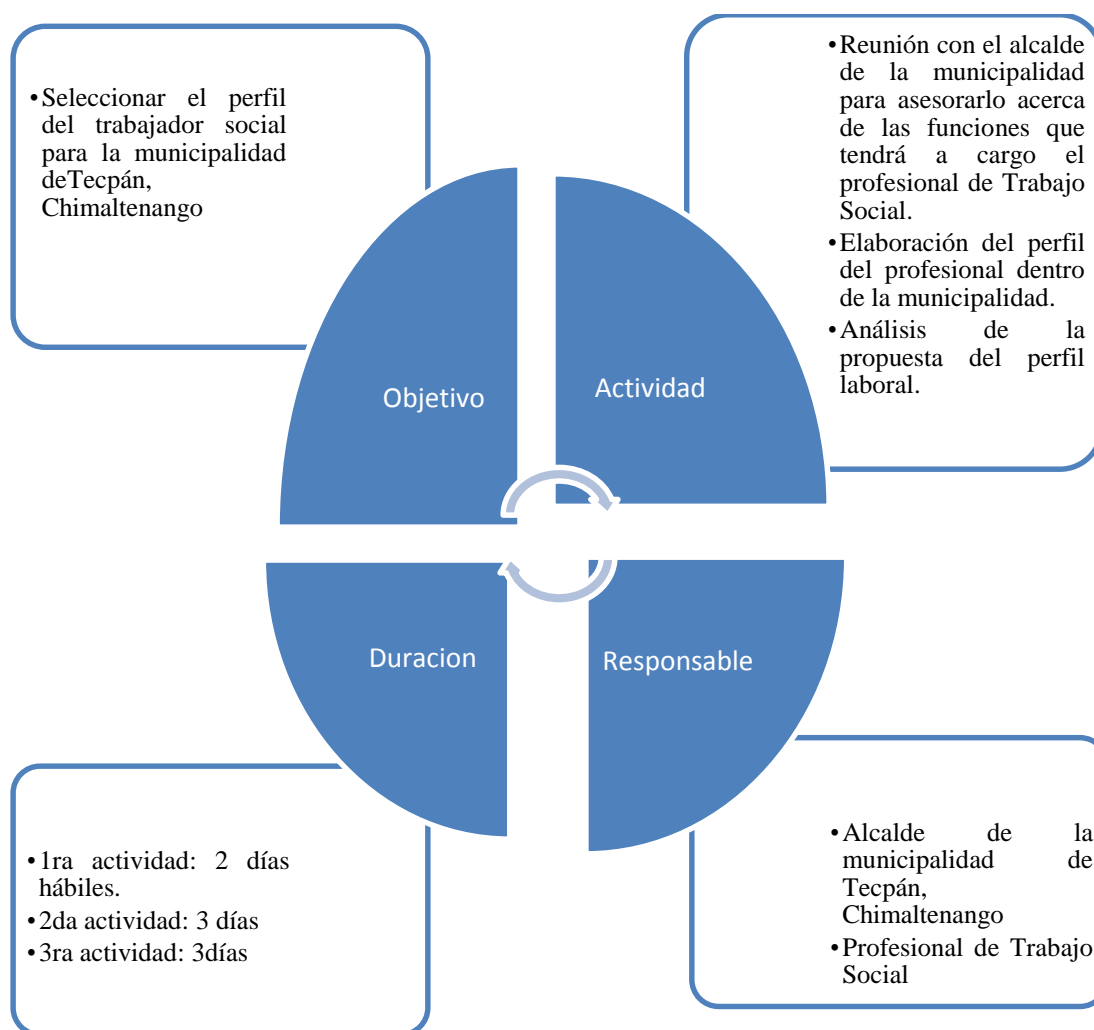 •Seleccionar el perfil
del trabajador social
para la municipalidad
deTecpán,
Chimaltenango
•Reunión con el alcalde
de la municipalidad
para asesorarlo acerca
de las funciones que
tendrá a cargo el
profesional de Trabajo
Social.
•Elaboración del perfil
del profesional dentro
de la municipalidad.
•Análisis de la
propuesta del perfil
laboral.
Objetivo
Actividad
Duracion
Responsable
•1ra actividad: 2 días
hábiles.
•2da actividad: 3 días
•3ra actividad: 3días
•Alcalde de la
municipalidad de
Tecpán,
Chimaltenango
•Profesional de Trabajo
Social